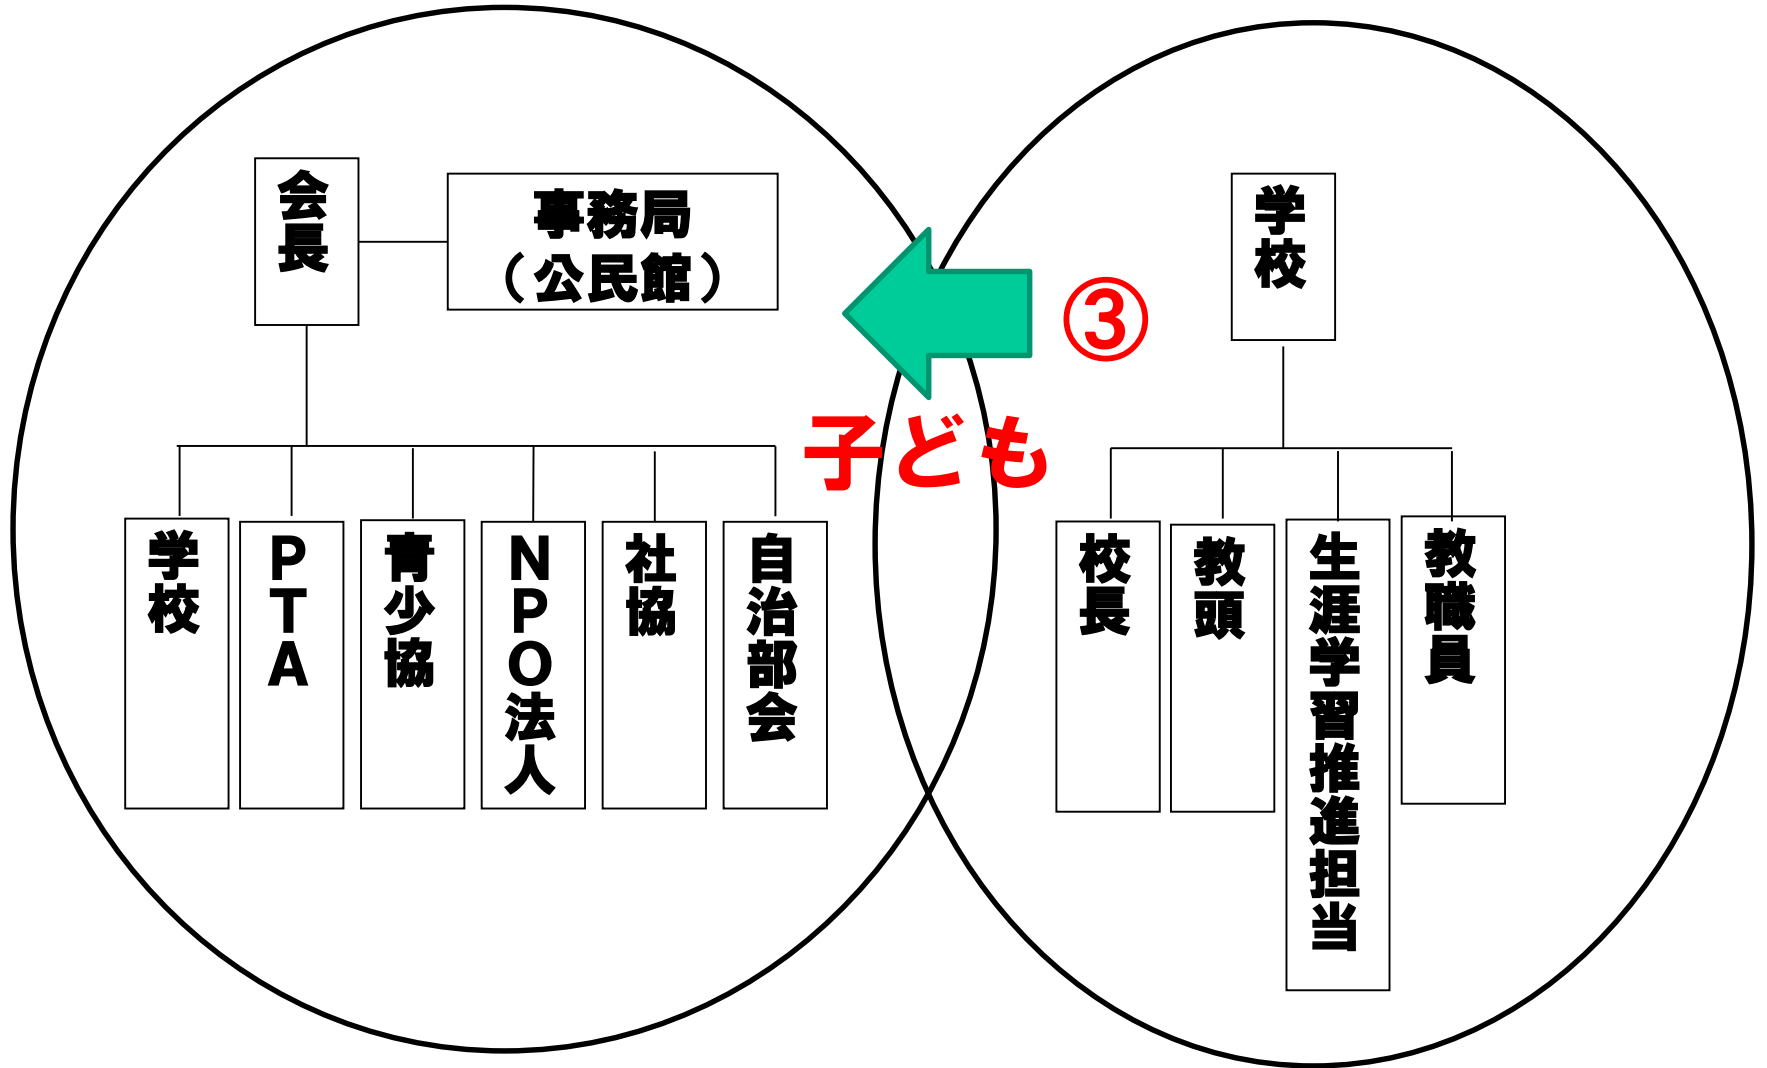 会長
事務局
（公民館）
学校
③
子ども
学校
PTA
青少協
NPO法人
社協
自治部会
校長
教頭
生涯学習推進担当
教職員